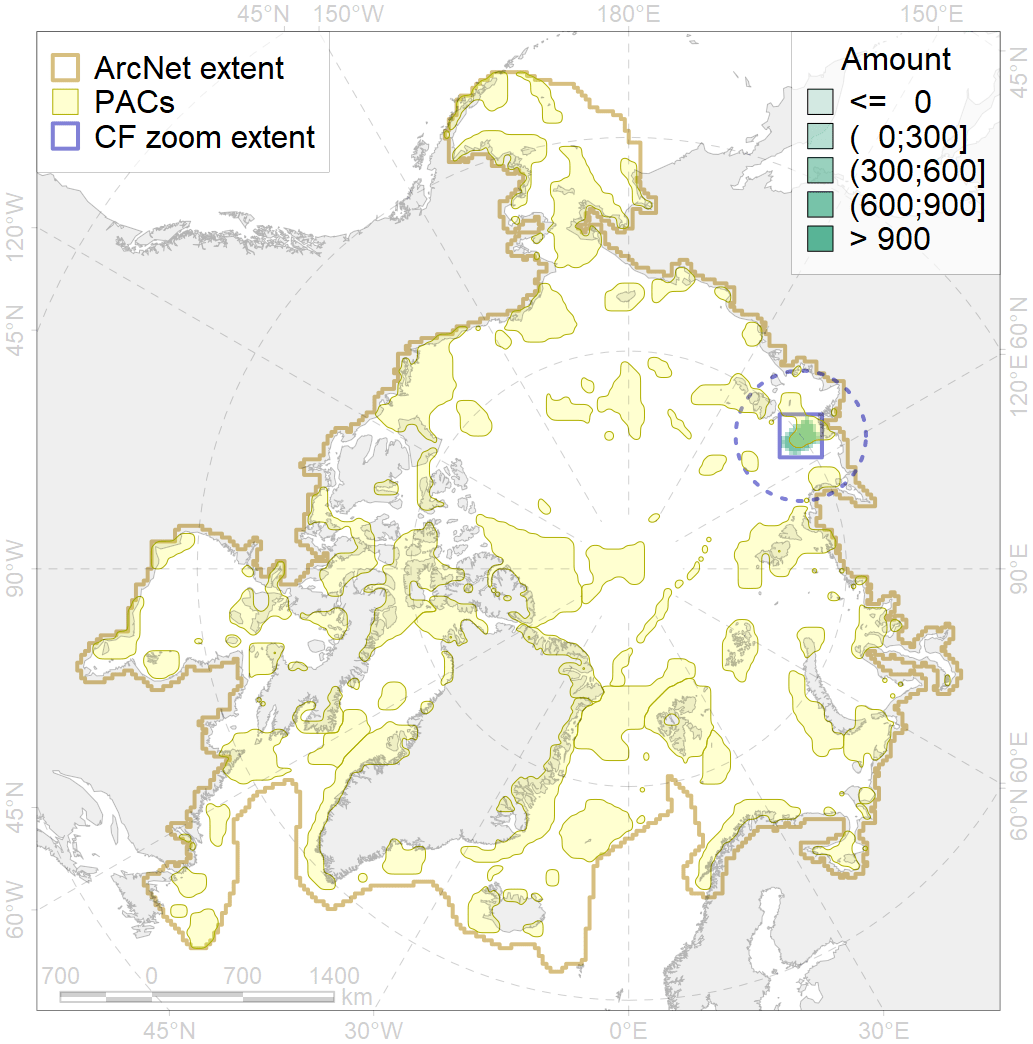 45°N 150°W 180°E 150°E
ArcNet extent
PACs
CF zoom extent
Amount
<= 0
( 0;300]
(300;600]
(600;900]
> 900
45°N
120°W
60°N
45°N
120°E
90°W
90°E
60°E
45°N
60°N
60°W
700 0 700 1400
km
45°N 30°W 0°E 30°E